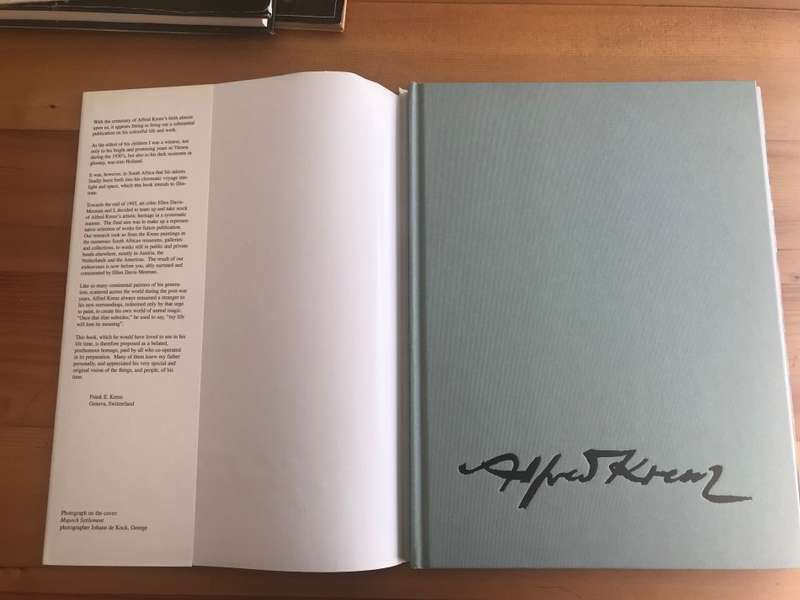 With the centenary of Alfred Krenz's birth almost
upon us, it appears fitting to bring out a substantial
publication on his colourful life and work.
As the oldest of his children I was a witness, not
only to his bright and promising years in Vienna
during the 1930's, but also to his dark moments in
gloomy, war-torn Holland.
It was, however, in South Africa that his talents
finally burst forth into his chromatic voyage into
light and space, which this book intends to illus-
trate.
Towards the end of 1995, art critic Ellen Davis-
Mesman and I, decided to team up and take stock
of Alfred Krenz's artistic heritage in a systematic
manner. The final aim was to make up a represen-
tative selection of works for future publication.
Our research took us from the Krenz paintings in
the numerous South African museums, galleries
and collections, to works still in public and private
hands elsewhere, mostly in Austria, the
Netherlands and the Americas. The result of our
endeavours is now before you, ably narrated and
commented by Ellen Davis-Mesman.
Like so many continental painters of his genera-
tion, scattered across the world during the post-war
years, Alfred Krenz always remained a stranger to
his new surroundings, redeemed only by that urge
to paint, to create his own world of unreal magic.
"Once that thirst subsides," he used to say, "my life
will lose its meaning".
This book, which he would have loved to see in his
life time, is therefore proposed as a belated,
posthumous homage, paid by all who co-operated
in its preparation. Many of them knew my father
personally, and appreciated his very special and
original vision of the things, and people, of his
time.
Frank E. Krenz
Geneva, Switzerland
Photograph on the cover:
Mugwch Settlement
photographer Johann de Kock, George
Alfred Krenz